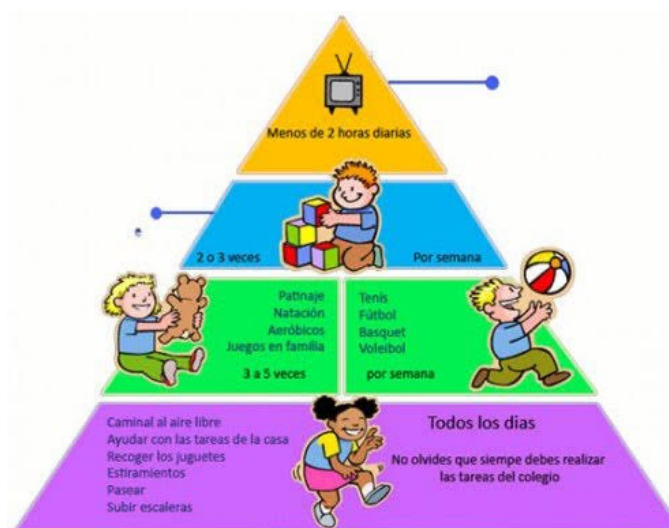 Menos de 2 horas diarias
2 o 3 veces
Por semana
Patinaje
Natación
Aeróbicos
Juegos en familia
3 a 5 veces
Tenis
Fútbol
Basquet
Voleibol
por semana
Caminal al aire libre
Ayudar con las tareas de la casa
Recoger los juguetes
Estiramientos
Pasear
Subir escaleras
Todos los dias
No olvides que siempe debes realizar
las tareas del colegio